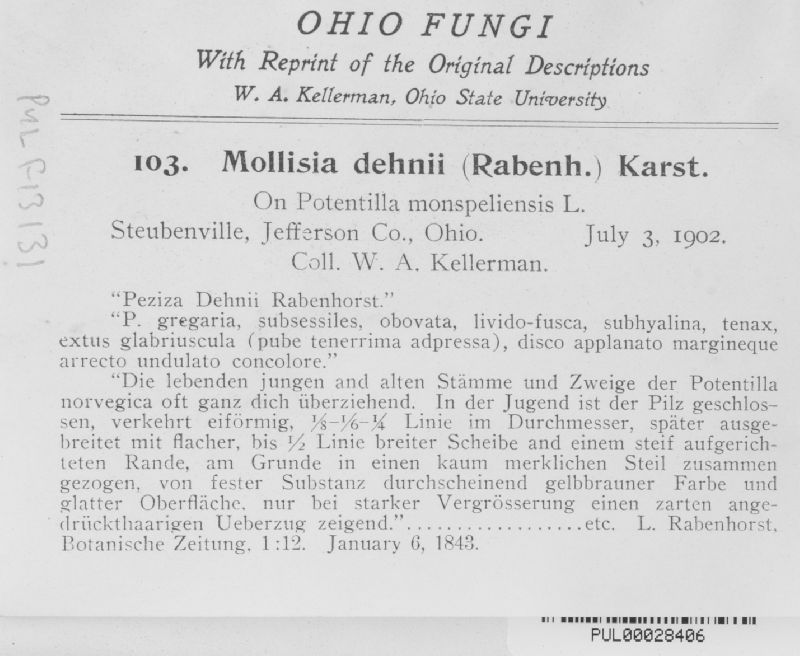 OHIO FUNGI
With Reprint of the Original Descriptions
W. A. Kellerman, Ohio State University
103. Mollisia dehnii (Rabenh.) Karst.
On Potentilla monspeliensis L.
Steubenville, Jefferson Co., Ohio. July 3, 1902.
Coll. W. A. Kellerman.
"Peziza Dehnii Rabenhorst."
"P. gregaria, subsessiles, obovata, livido-fusca, subhyalina, tenax,
extus glabriuscula (pube tenerrima adpressa), disco applanato margineque
arrecto undulato concolore."
"Die lebenden jungen and alten Stämme und Zweige der Potentilla
norvegica oft ganz dich überziehend. In der Jugend ist der Pilz geschlos-
sen, verkehrt eiförmig, ⅛-⅙-¼ Linie im Durchmesser, später ausge-
breitet mit flacher, bis ½ Linie breiter Scheibe and einem steif aufgerich-
teten Rande, am Grunde in einen kaum merklichen Steil zusammen
gezogen, von fester Substanz durchscheinend gelbbrauner Farbe und
glatter Oberfläche, nur bei starker Vergrösserung einen zarten ange-
drückthaarigen Ueberzug zeigend."..................etc. L. Rabenhorst,
Botanische Zeitung, 1:12. January 6, 1843.
PUL F13131
PUL00028406